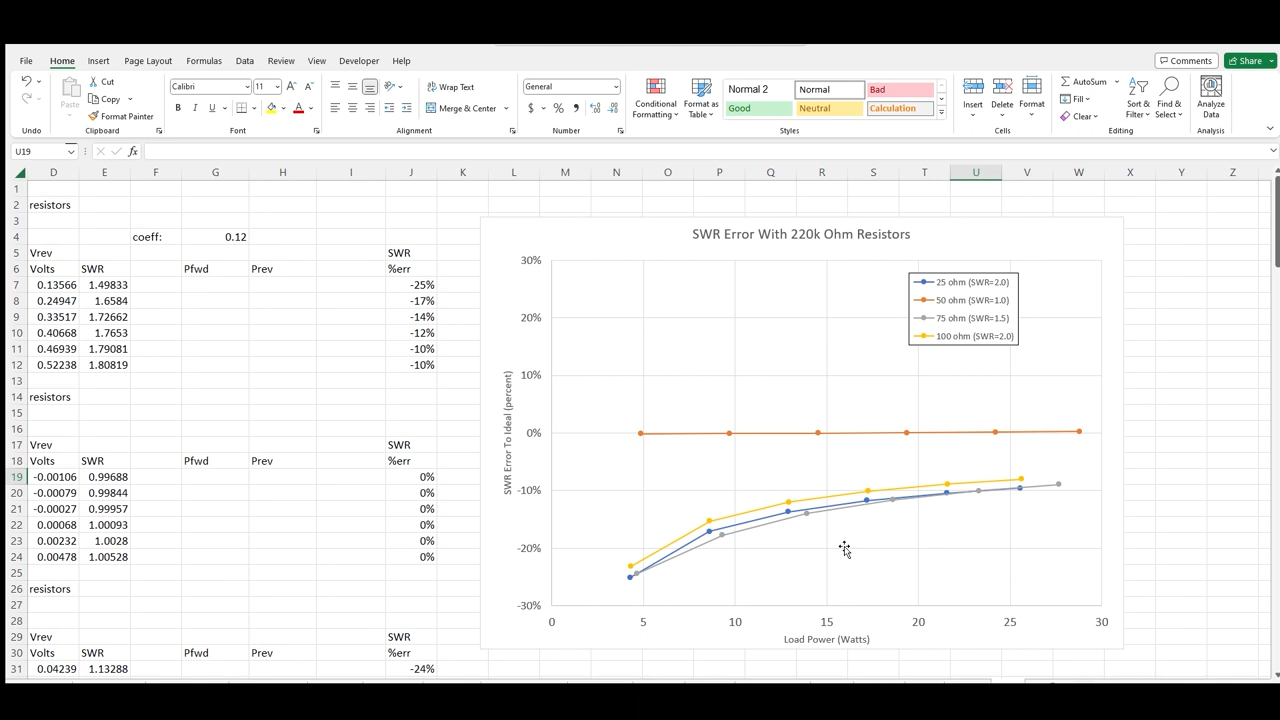 File Home Insert Page Layout Formulas Data Review View Developer Help Comments Share
Cut
Copy
Format Painter
Paste
Calibri 11
B I U
Wrap Text
Merge & Center
General
$ % 9
Conditional Formatting
Format as Table
Normal 2 Normal Bad
Good Neutral Calculation
Insert Delete Format
AutoSum
Fill
Clear
Sort & Filter
Find & Select
Analyze Data
Undo Clipboard Font Alignment Number Styles Cells Editing Analysis
U19 fx
D E F G H I J K L M N O P Q R S T U V W X Y Z
1
2 resistors
3
4 coeff: 0.12
5 Vrev SWR
6 Volts SWR Pfwd Prev %err
7 0.13566 1.49833 -25%
8 0.24947 1.6584 -17%
9 0.33517 1.72662 -14%
10 0.40668 1.7653 -12%
11 0.46939 1.79081 -10%
12 0.52238 1.80819 -10%
13
14 resistors
15
16
17 Vrev SWR
18 Volts SWR Pfwd Prev %err
19 -0.00106 0.99688 0%
20 -0.00079 0.99844 0%
21 -0.00027 0.99957 0%
22 0.00068 1.00093 0%
23 0.00232 1.0028 0%
24 0.00478 1.00528 0%
25
26 resistors
27
28
29 Vrev SWR
30 Volts SWR Pfwd Prev %err
31 0.04239 1.13288 -24%
SWR Error With 220k Ohm Resistors
25 ohm (SWR=2.0)
50 ohm (SWR=1.0)
75 ohm (SWR=1.5)
100 ohm (SWR=2.0)
SWR Error To Ideal (percent)
30%
20%
10%
0%
-10%
-20%
-30%
0 5 10 15 20 25 30
Load Power (Watts)